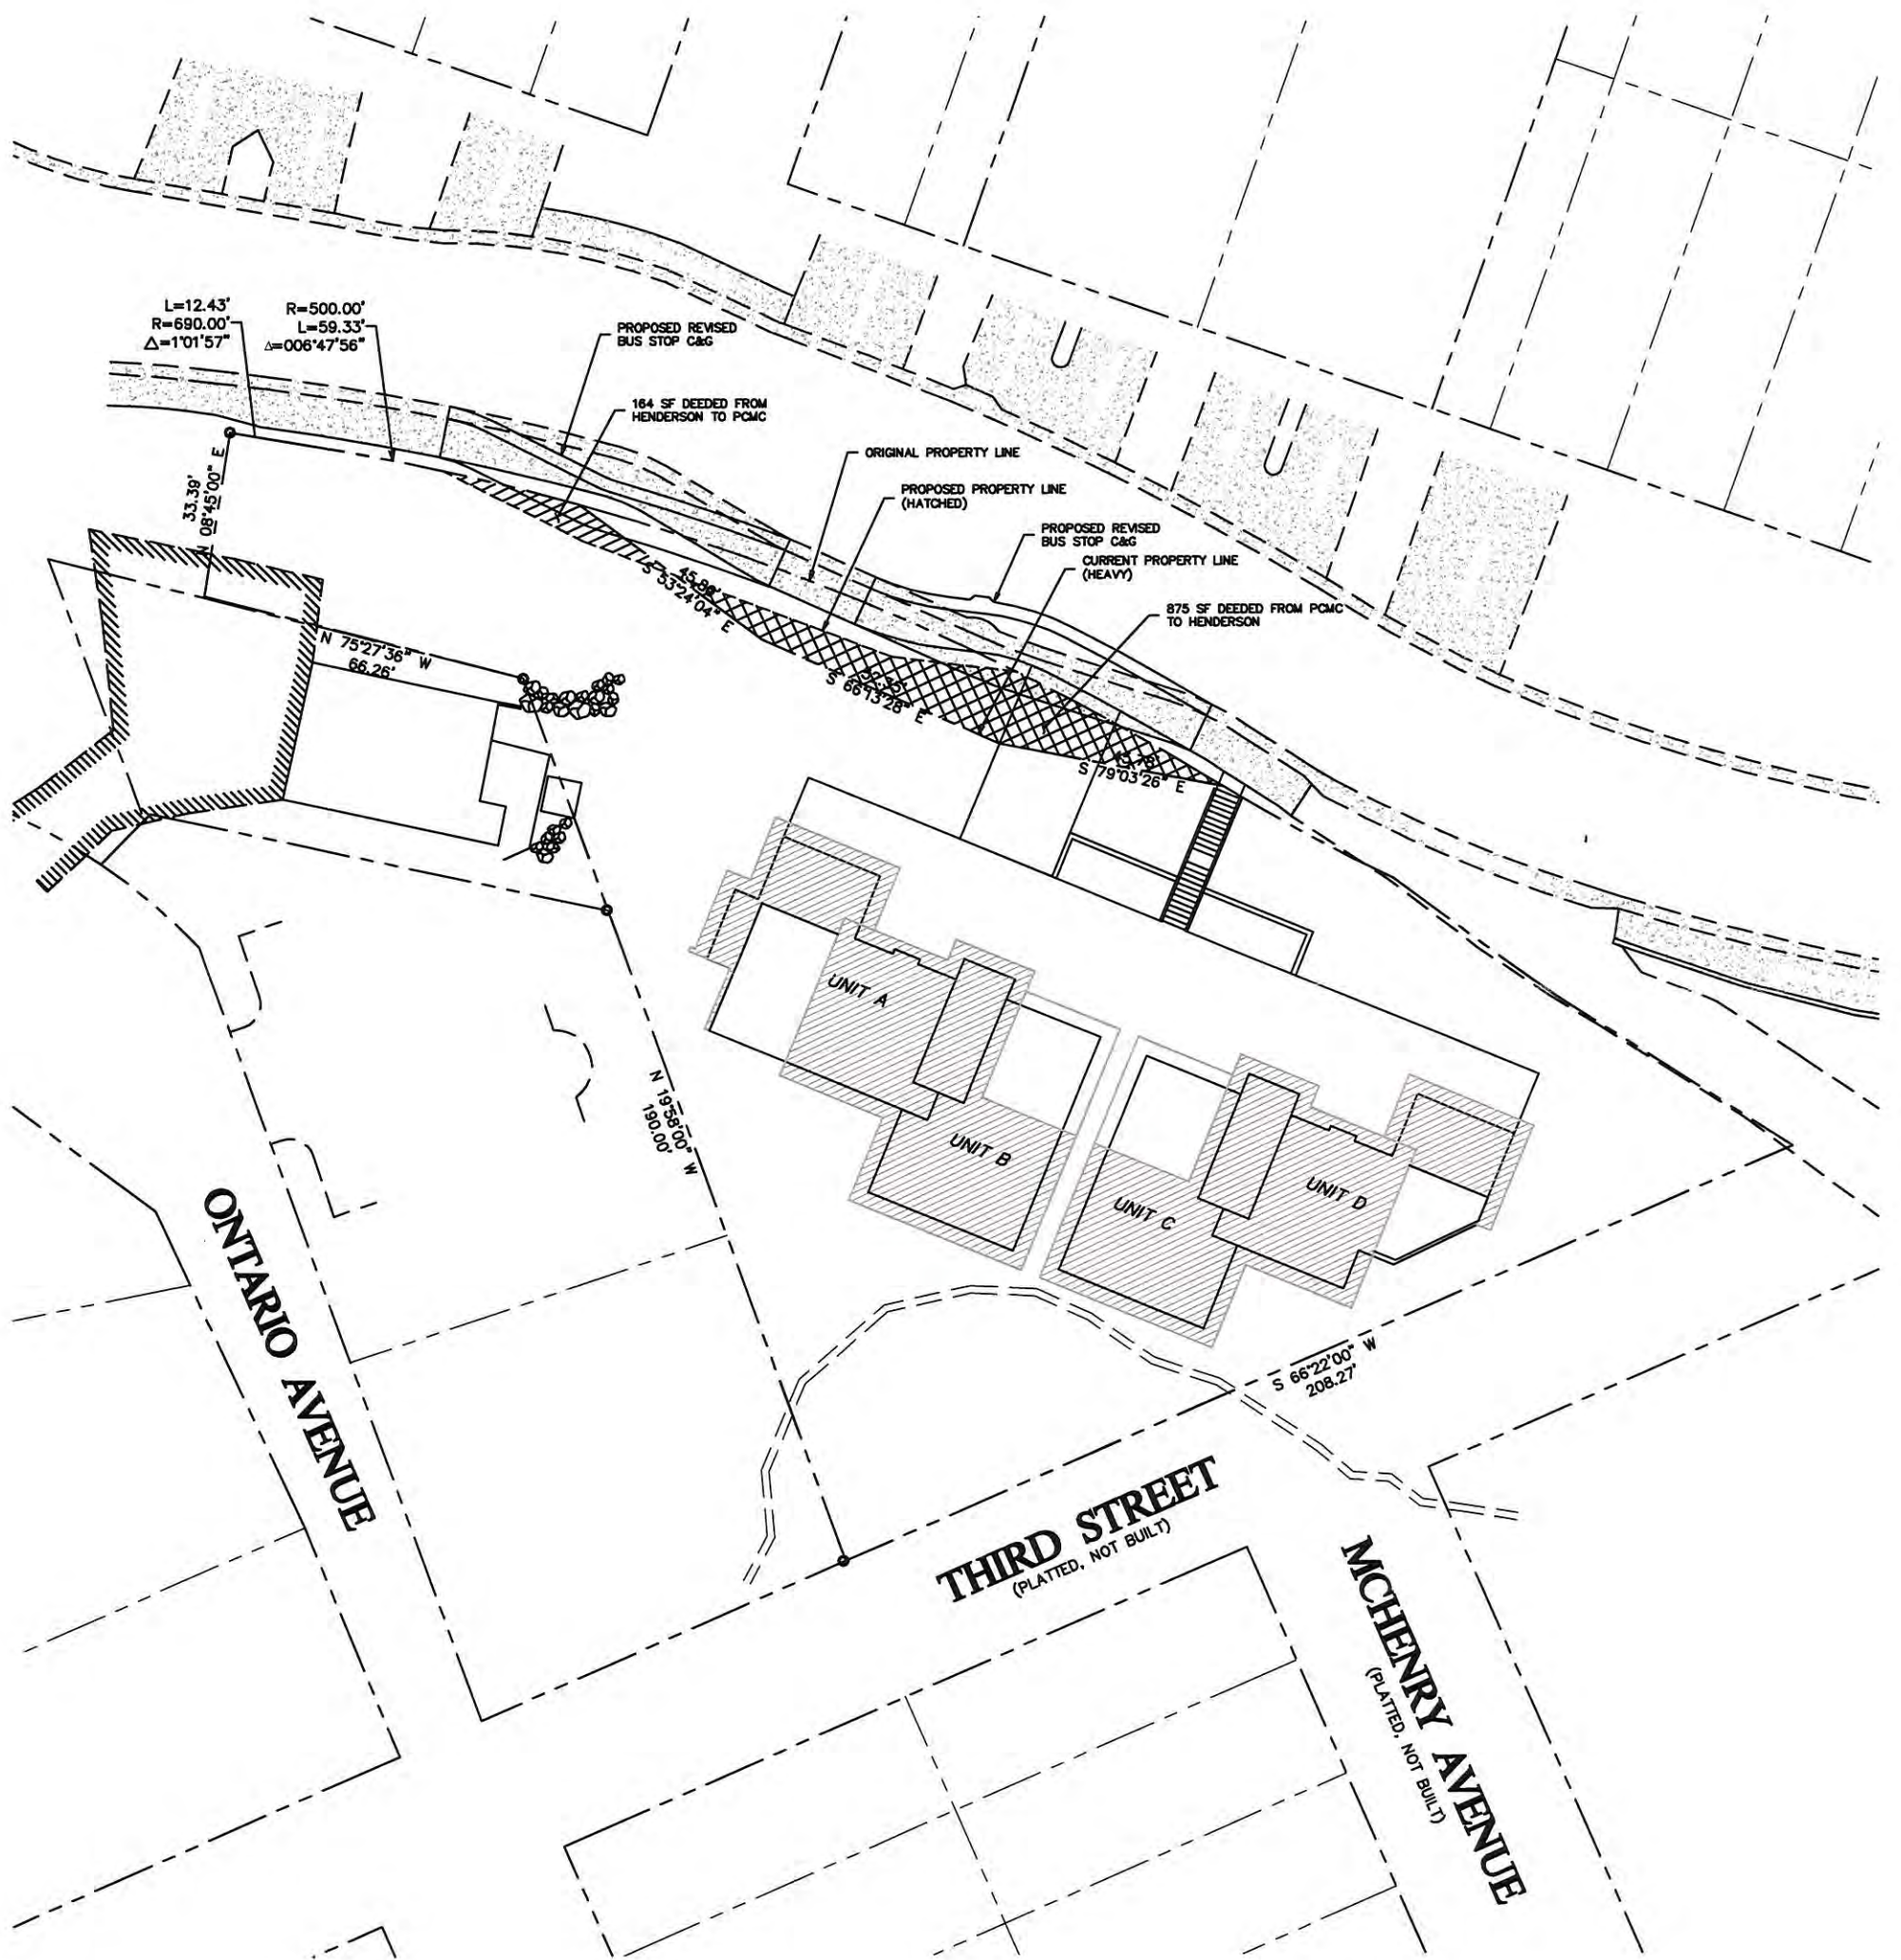 L=12.43'
R=690.00'
Δ=1°01'57"
R=500.00'
L=59.33'
Δ=006°47'56"
PROPOSED REVISED
BUS STOP C&G
164 SF DEEDED FROM
HENDERSON TO PCMC
ORIGINAL PROPERTY LINE
PROPOSED PROPERTY LINE
(HATCHED)
PROPOSED REVISED
BUS STOP C&G
CURRENT PROPERTY LINE
(HEAVY)
875 SF DEEDED FROM PCMC
TO HENDERSON
33.39'
N 08°45'00" E
S 53°24'04" E
N 75°27'36" W
66.26'
S 66°13'28" E
S 79°03'26" E
UNIT A
UNIT B
UNIT C
UNIT D
N 19°58'00" W
190.00'
S 66°22'00" W
208.27'
ONTARIO AVENUE
THIRD STREET
(PLATTED, NOT BUILT)
MCHENRY AVENUE
(PLATTED, NOT BUILT)